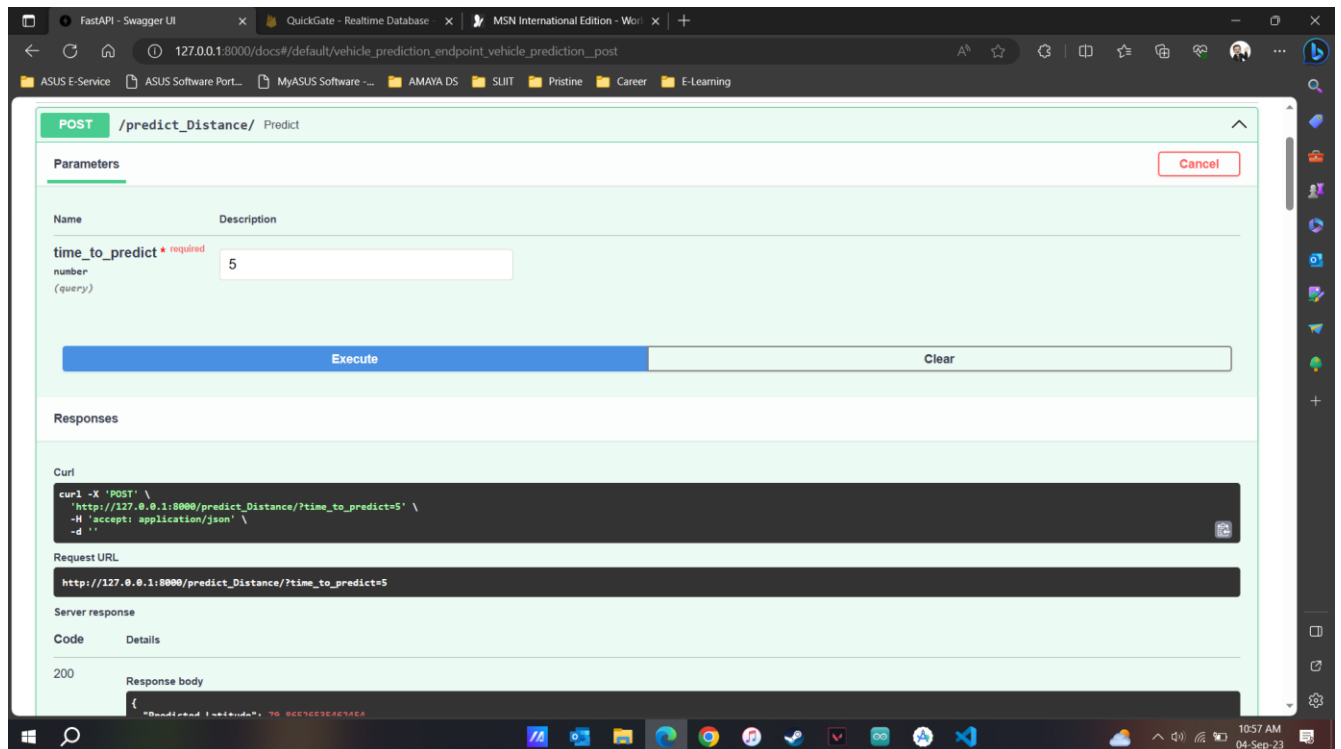 FastAPI - Swagger UI
QuickGate - Realtime Database -
MSN International Edition - Worl
127.0.0.1:8000/docs#/default/vehicle_prediction_endpoint_vehicle_prediction__post
ASUS E-Service
ASUS Software Port...
MyASUS Software -...
AMAYA DS
SLIIT
Pristine
Career
E-Learning
POST /predict_Distance/ Predict
Parameters
Cancel
Name Description
time_to_predict * required
number
(query)
5
Execute
Clear
Responses
Curl
curl -X 'POST' \
'http://127.0.0.1:8000/predict_Distance/?time_to_predict=5' \
-H 'accept: application/json' \
-d ''
Request URL
http://127.0.0.1:8000/predict_Distance/?time_to_predict=5
Server response
Code Details
200
Response body
{
"Predicted Latitude":
10:57 AM
04-Sep-23